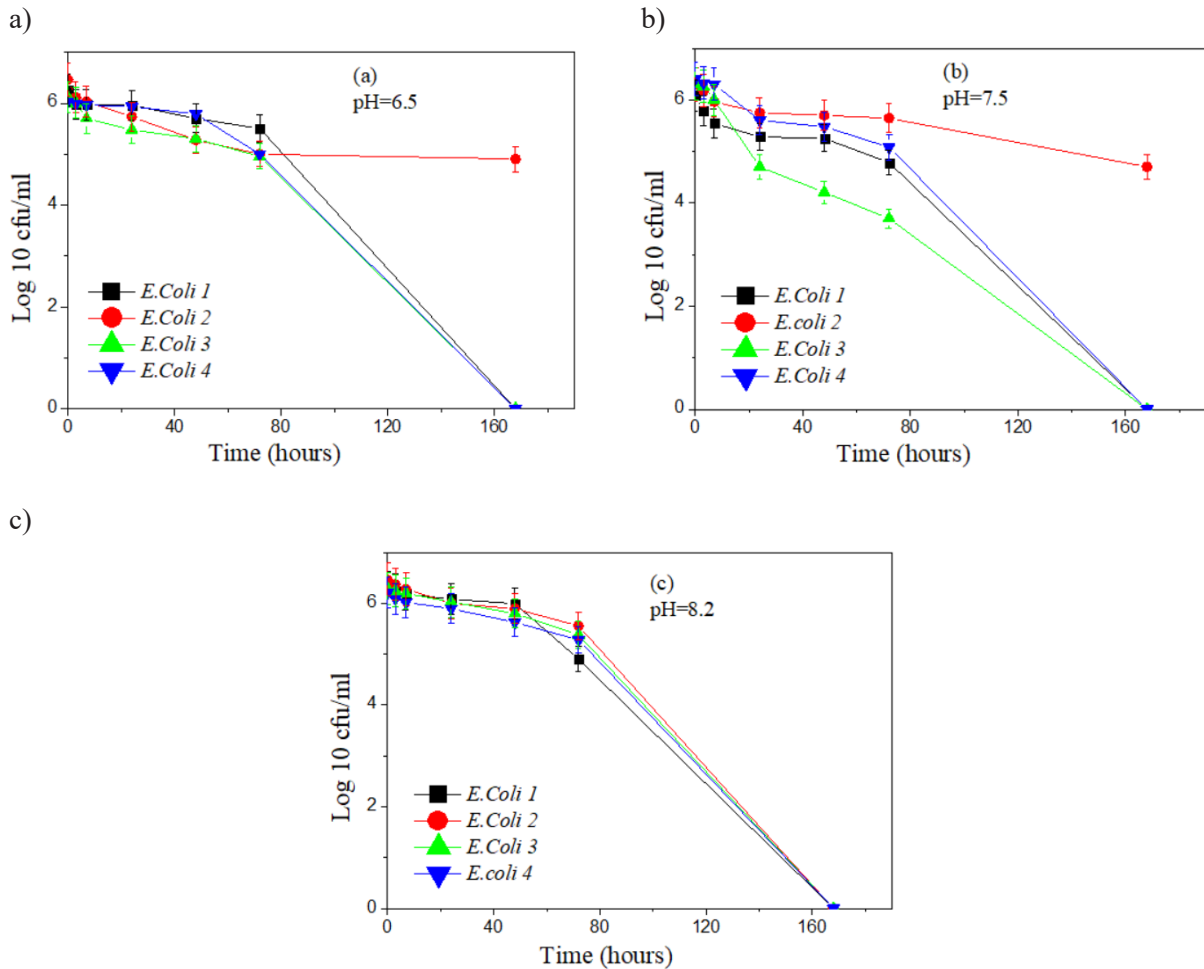 a)
(a)
pH=6.5
6
4
2
0
Log 10 cfu/ml
E.Coli 1
E.Coli 2
E.Coli 3
E.Coli 4
0 40 80 120 160
Time (hours)
b)
(b)
pH=7.5
6
4
2
0
Log 10 cfu/ml
E.Coli 1
E.coli 2
E.Coli 3
E.Coli 4
0 40 80 120 160
Time (hours)
c)
(c)
pH=8.2
6
4
2
0
Log 10 cfu/ml
E.Coli 1
E.Coli 2
E.Coli 3
E.coli 4
0 40 80 120 160
Time (hours)